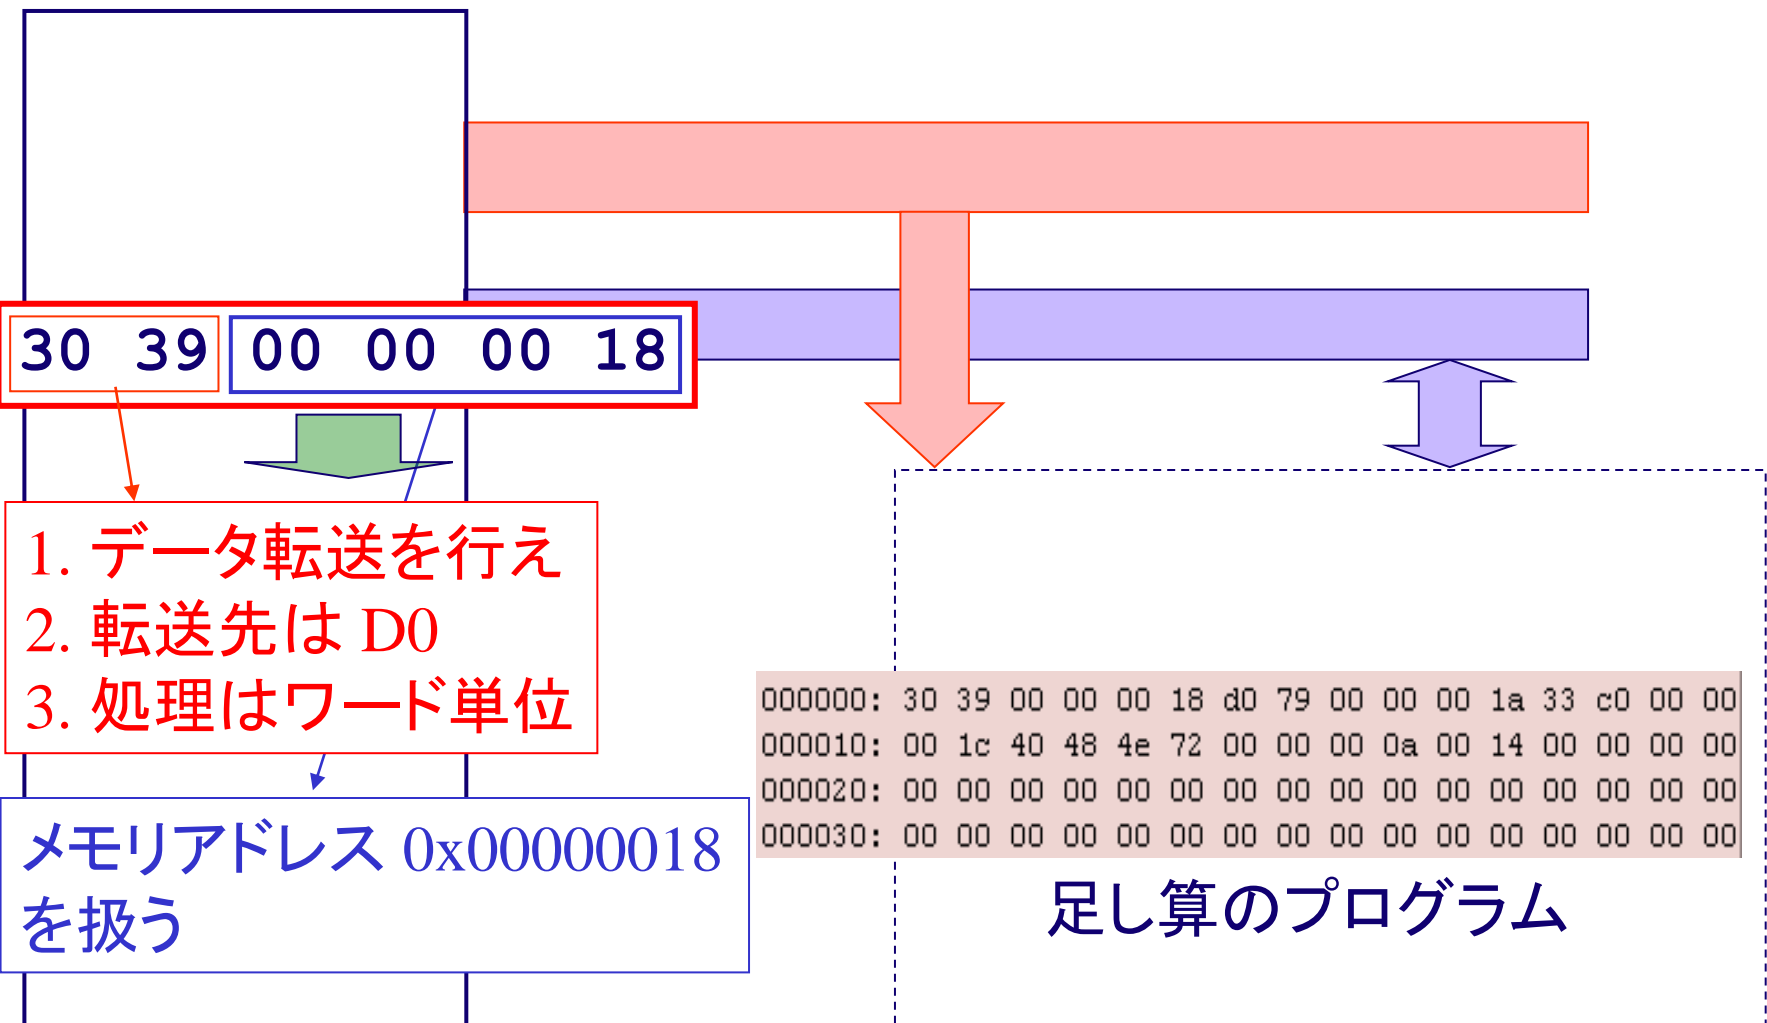 30 39 00 00 00 18
1. データ転送を行え
2. 転送先は D0
3. 処理はワード単位
メモリアドレス 0x00000018
を扱う
000000: 30 39 00 00 00 18 d0 79 00 00 00 1a 33 c0 00 00
000010: 00 1c 40 48 4e 72 00 00 00 0a 00 14 00 00 00 00
000020: 00 00 00 00 00 00 00 00 00 00 00 00 00 00 00 00
000030: 00 00 00 00 00 00 00 00 00 00 00 00 00 00 00 00
足し算のプログラム